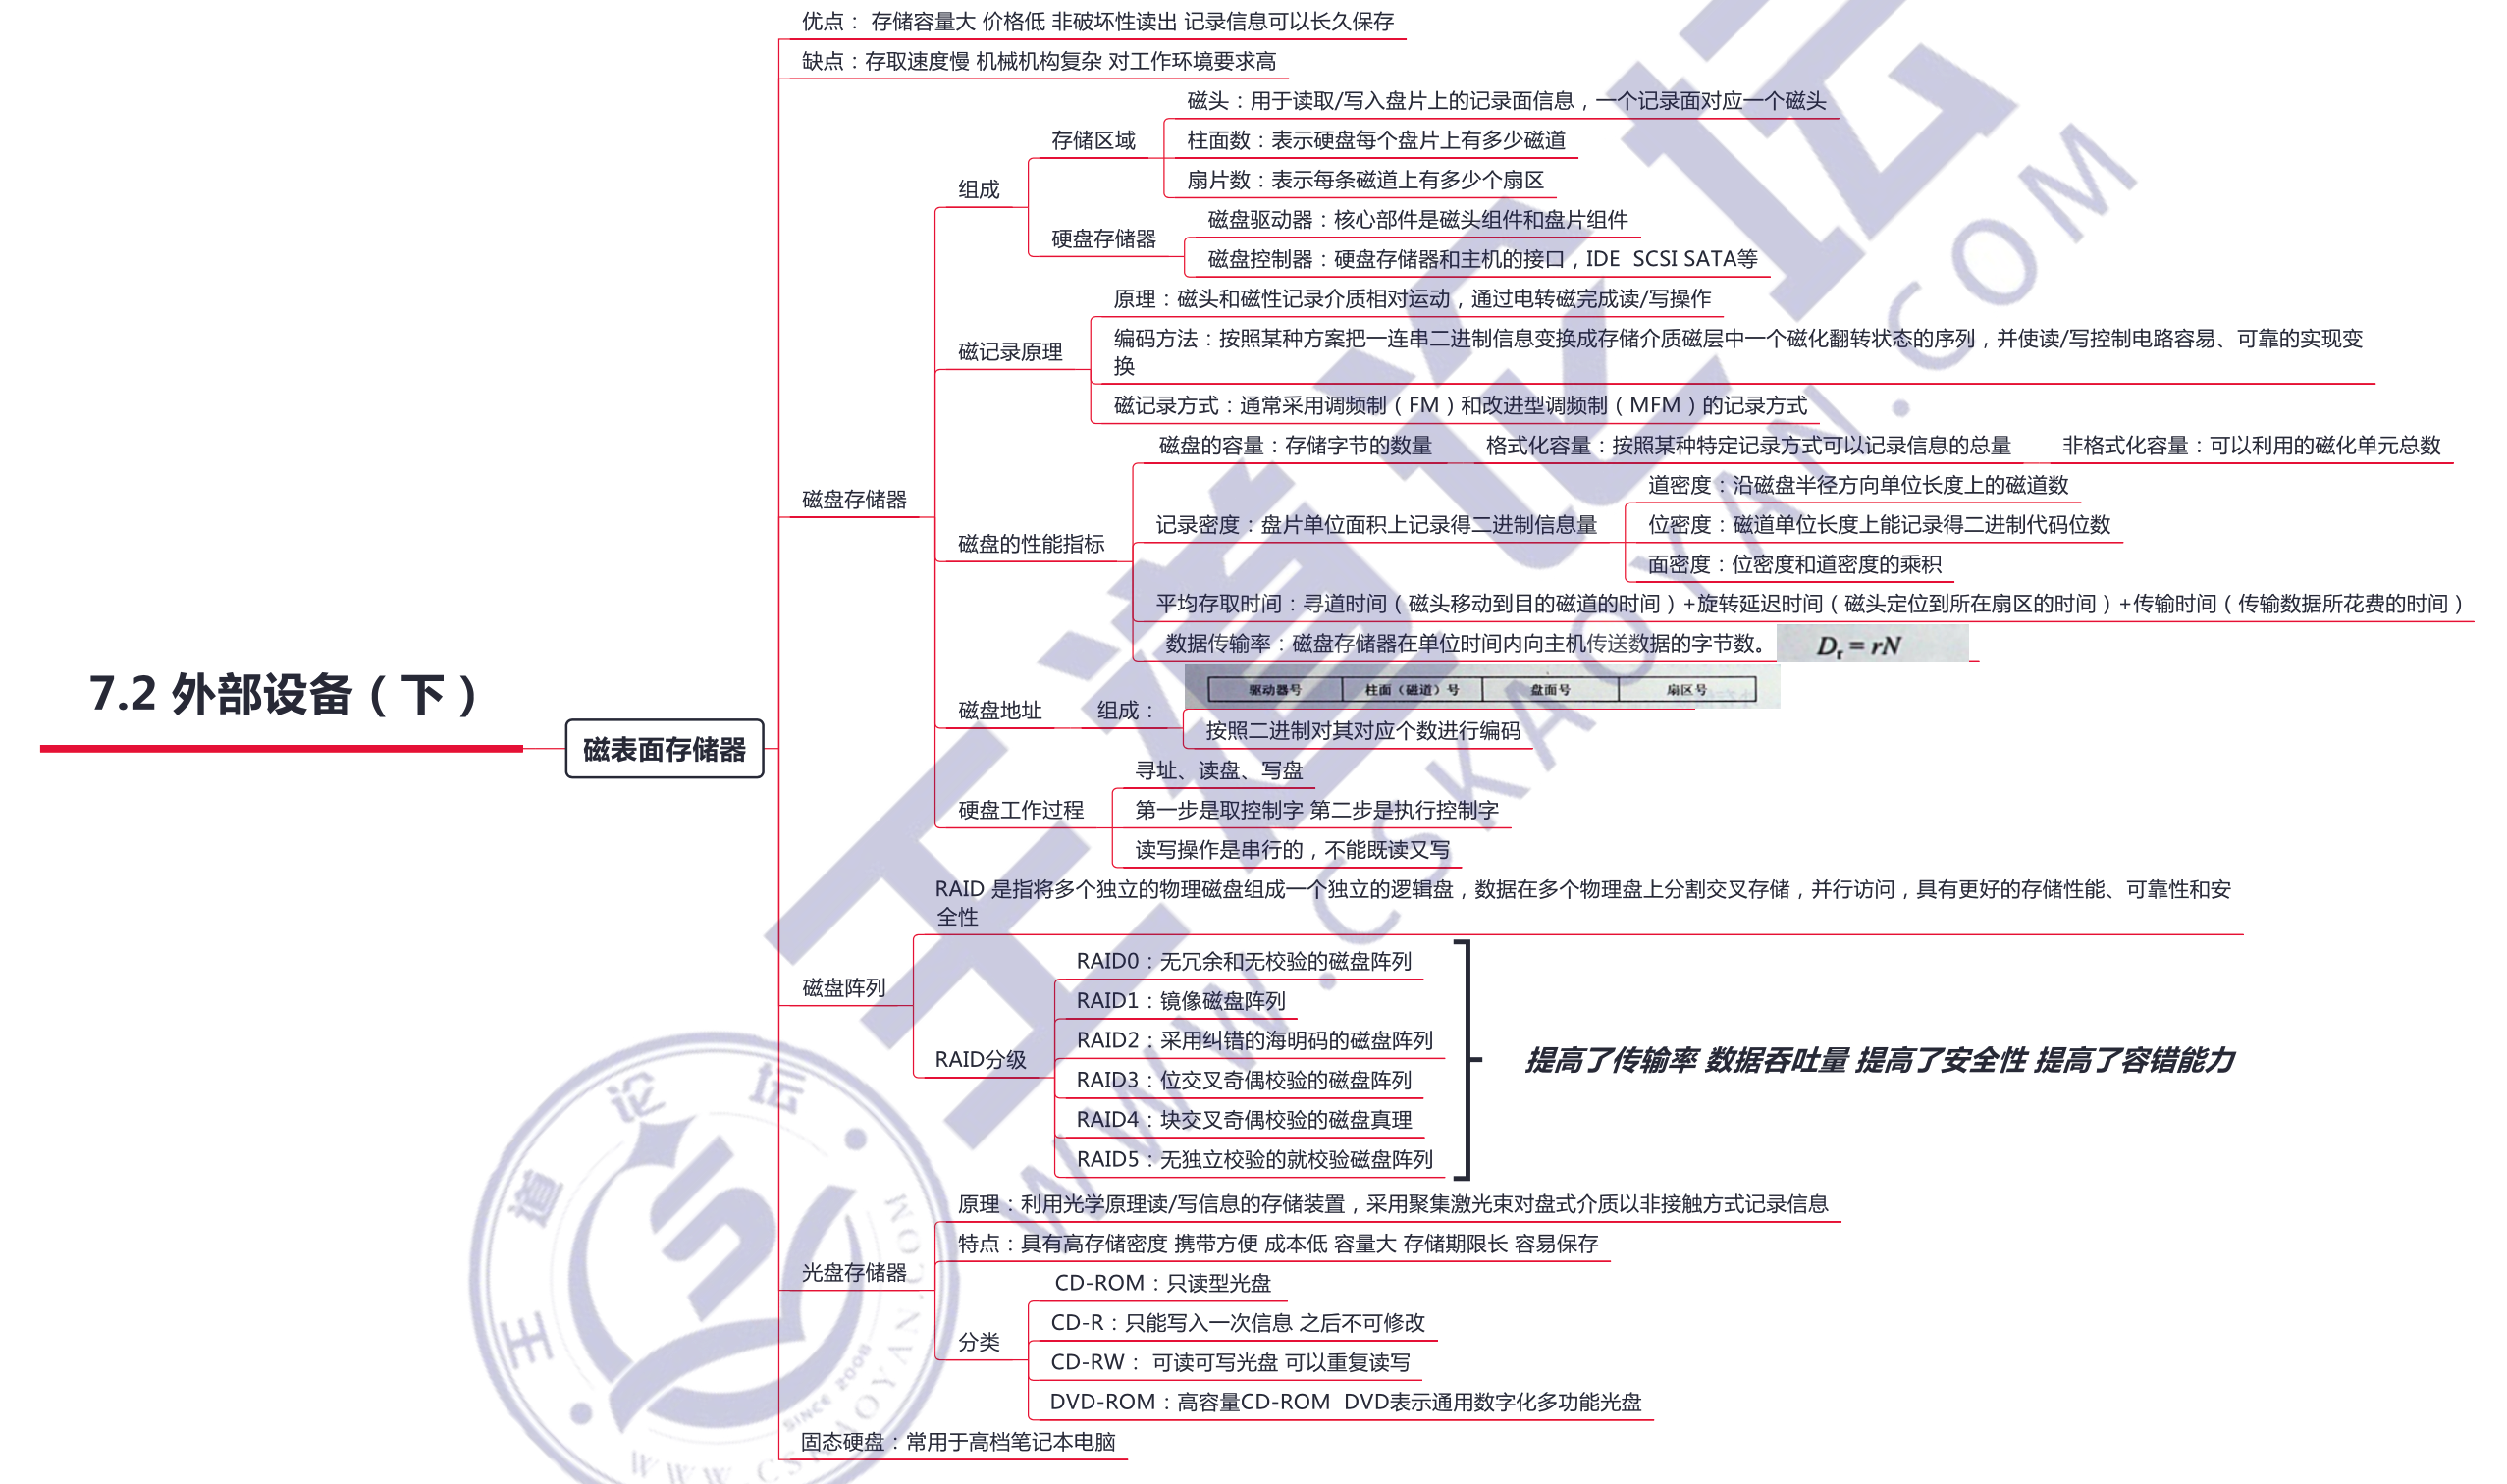 7.2 外部设备（下）
磁表面存储器
优点： 存储容量大 价格低 非破坏性读出 记录信息可以长久保存
缺点：存取速度慢 机械机构复杂 对工作环境要求高
磁盘存储器
组成
存储区域
磁头：用于读取/写入盘片上的记录面信息，一个记录面对应一个磁头
柱面数：表示硬盘每个盘片上有多少磁道
扇片数：表示每条磁道上有多少个扇区
硬盘存储器
磁盘驱动器：核心部件是磁头组件和盘片组件
磁盘控制器：硬盘存储器和主机的接口，IDE SCSI SATA等
磁记录原理
原理：磁头和磁性记录介质相对运动，通过电转磁完成读/写操作
编码方法：按照某种方案把一连串二进制信息变换成存储介质磁层中一个磁化翻转状态的序列，并使读/写控制电路容易、可靠的实现变
换
磁记录方式：通常采用调频制（FM）和改进型调频制（MFM）的记录方式
磁盘的性能指标
磁盘的容量：存储字节的数量
格式化容量：按照某种特定记录方式可以记录信息的总量
非格式化容量：可以利用的磁化单元总数
记录密度：盘片单位面积上记录得二进制信息量
道密度：沿磁盘半径方向单位长度上的磁道数
位密度：磁道单位长度上能记录得二进制代码位数
面密度：位密度和道密度的乘积
平均存取时间：寻道时间（磁头移动到目的磁道的时间）+旋转延迟时间（磁头定位到所在扇区的时间）+传输时间（传输数据所花费的时间）
数据传输率：磁盘存储器在单位时间内向主机传送数据的字节数。 Dr = rN
磁盘地址
组成：
驱动器号 柱面（磁道）号 盘面号 扇区号
按照二进制对其对应个数进行编码
硬盘工作过程
寻址、读盘、写盘
第一步是取控制字 第二步是执行控制字
读写操作是串行的，不能既读又写
磁盘阵列
RAID 是指将多个独立的物理磁盘组成一个独立的逻辑盘，数据在多个物理盘上分割交叉存储，并行访问，具有更好的存储性能、可靠性和安
全性
RAID分级
RAID0：无冗余和无校验的磁盘阵列
RAID1：镜像磁盘阵列
RAID2：采用纠错的海明码的磁盘阵列
RAID3：位交叉奇偶校验的磁盘阵列
RAID4：块交叉奇偶校验的磁盘真理
RAID5：无独立校验的就校验磁盘阵列
提高了传输率 数据吞吐量 提高了安全性 提高了容错能力
光盘存储器
原理：利用光学原理读/写信息的存储装置，采用聚集激光束对盘式介质以非接触方式记录信息
特点：具有高存储密度 携带方便 成本低 容量大 存储期限长 容易保存
分类
CD-ROM：只读型光盘
CD-R：只能写入一次信息 之后不可修改
CD-RW： 可读可写光盘 可以重复读写
DVD-ROM：高容量CD-ROM DVD表示通用数字化多功能光盘
固态硬盘：常用于高档笔记本电脑
王道论坛
WWW.CSKAOYAN.COM
王道论坛
SINCE 2008
WWW.CSKAOYAN.COM